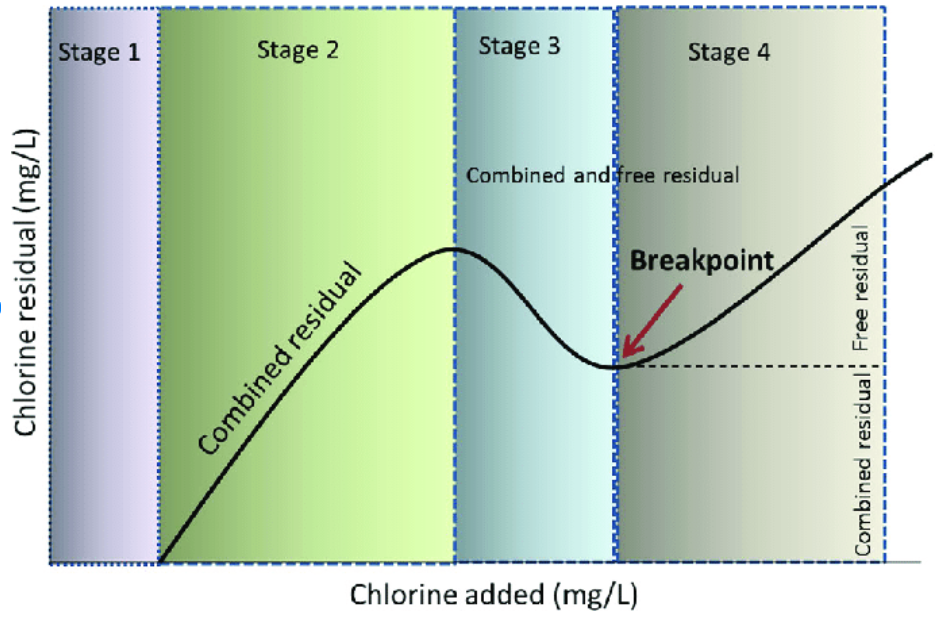 Stage 1
Stage 2
Stage 3
Stage 4
Chlorine residual (mg/L)
Combined and free residual
Combined residual
Breakpoint
Free residual
Combined residual
Chlorine added (mg/L)